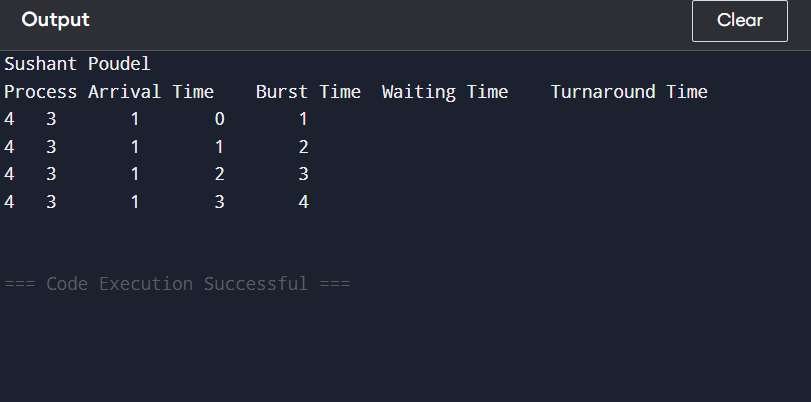 Output Clear
Sushant Poudel
Process Arrival Time Burst Time Waiting Time Turnaround Time
4 3 1 0 1
4 3 1 1 2
4 3 1 2 3
4 3 1 3 4
=== Code Execution Successful ===